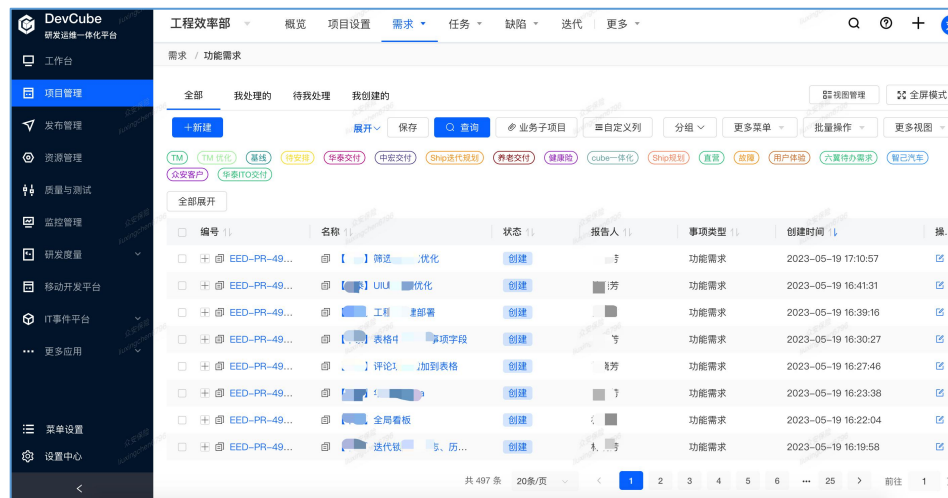 DevCube
研发运维一体化平台
工作台
项目管理
发布管理
资源管理
质量与测试
监控管理
研发度量
移动开发平台
IT事件平台
更多应用
菜单设置
设置中心
工程效率部 概览 项目设置 需求 任务 缺陷 迭代 更多
需求 / 功能需求
全部 我处理的 待我处理 我创建的 视图管理 全屏模式
+新建 展开 保存 查询 业务子项目 自定义列 分组 更多菜单 批量操作 更多视图
TM TM 优化 基线 待安排 华泰交付 中宏交付 Ship迭代规划 养老交付 健康险 cube一体化 Ship规划 直营 故障 用户体验 六翼待办需求 智己汽车
众安客户 华泰ITO交付
全部展开
编号 名称 状态 报告人 事项类型 创建时间 操...
EED-PR-49... 【 】筛选 优化 创建 功能需求 2023-05-19 17:10:57
EED-PR-49... 【 】UIU 优化 创建 芳 功能需求 2023-05-19 16:41:31
EED-PR-49... 工程 建部署 创建 功能需求 2023-05-19 16:39:16
EED-PR-49... 表格中 事项字段 创建 功能需求 2023-05-19 16:30:27
EED-PR-49... 】评论 加到表格 创建 芳 功能需求 2023-05-19 16:27:46
EED-PR-49... 创建 功能需求 2023-05-19 16:23:38
EED-PR-49... 全局看板 创建 功能需求 2023-05-19 16:22:04
EED-PR-49... 迭代 、历... 创建 功能需求 2023-05-19 16:19:58
共 497 条 20条/页 < 1 2 3 4 5 6 ... 25 > 前往 1